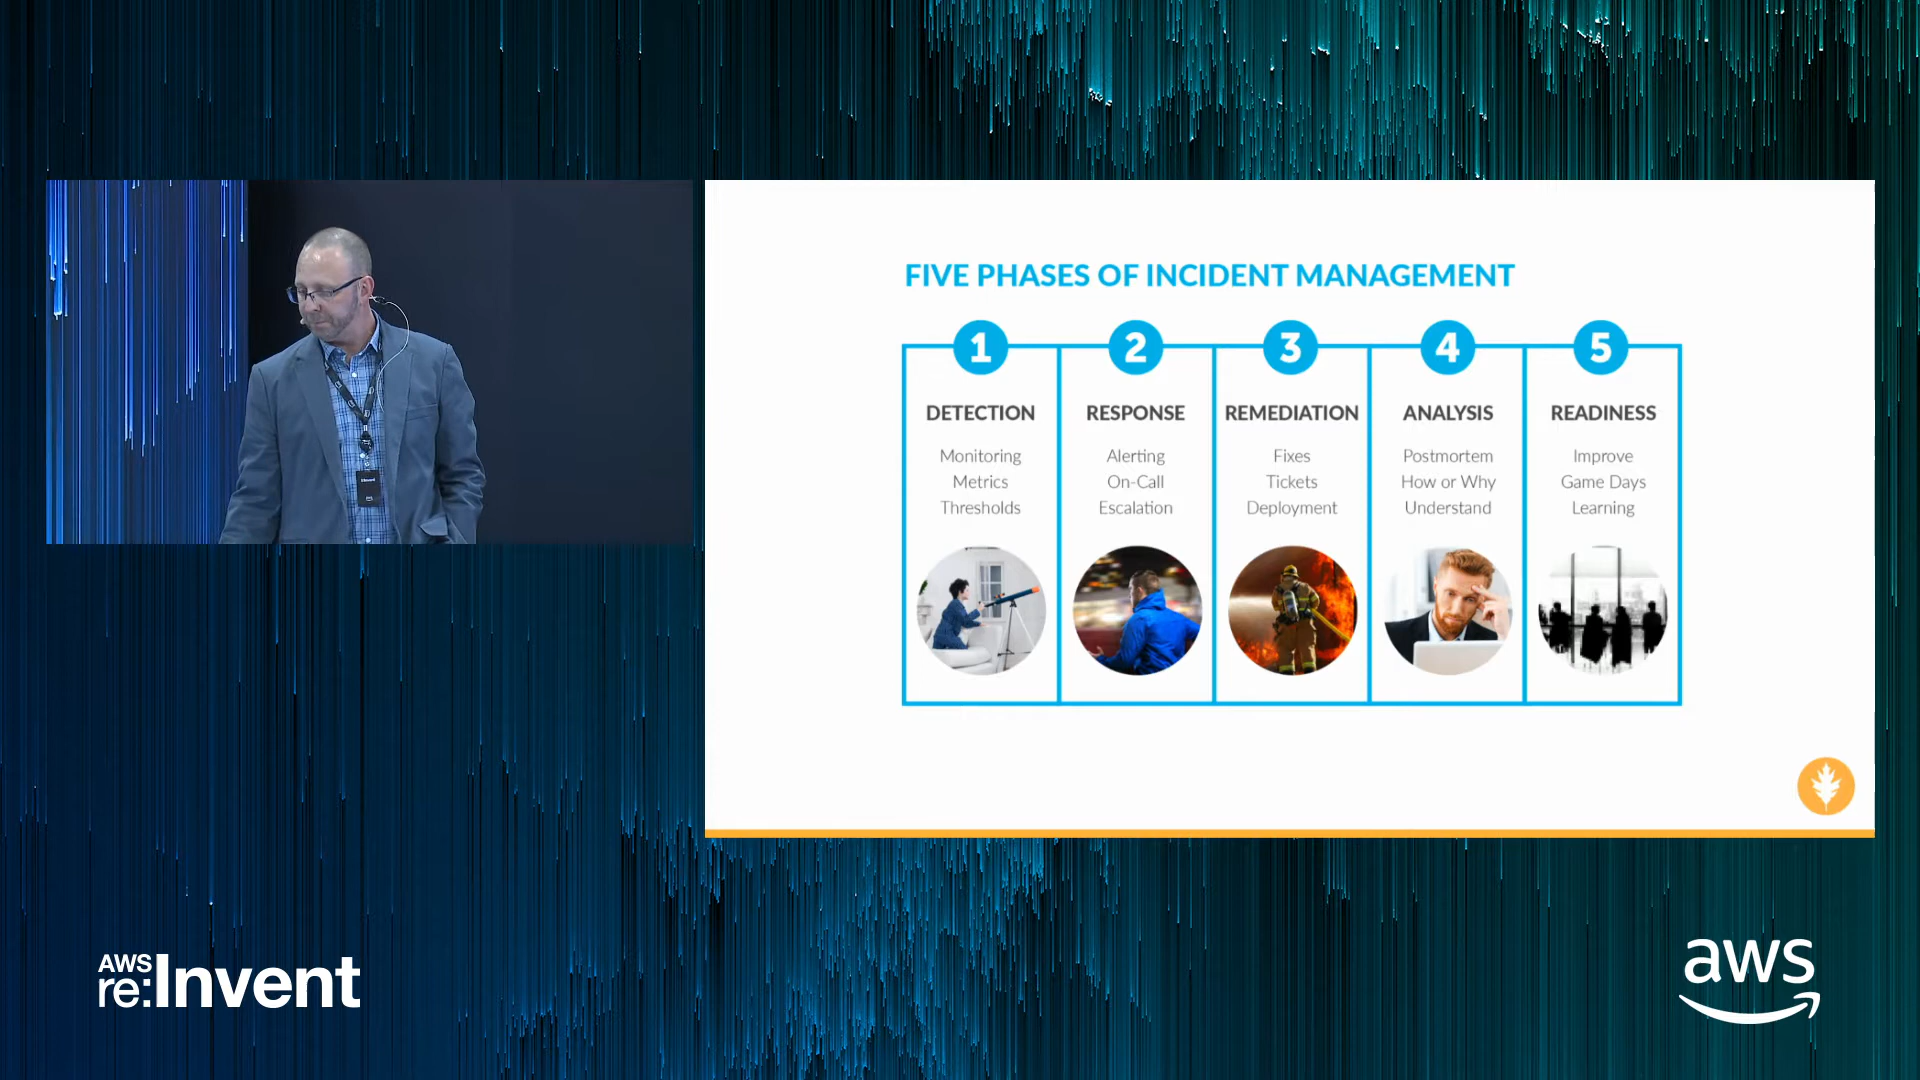 FIVE PHASES OF INCIDENT MANAGEMENT
1
DETECTION
Monitoring
Metrics
Thresholds
2
RESPONSE
Alerting
On-Call
Escalation
3
REMEDIATION
Fixes
Tickets
Deployment
4
ANALYSIS
Postmortem
How or Why
Understand
5
READINESS
Improve
Game Days
Learning
AWS
re:Invent
aws